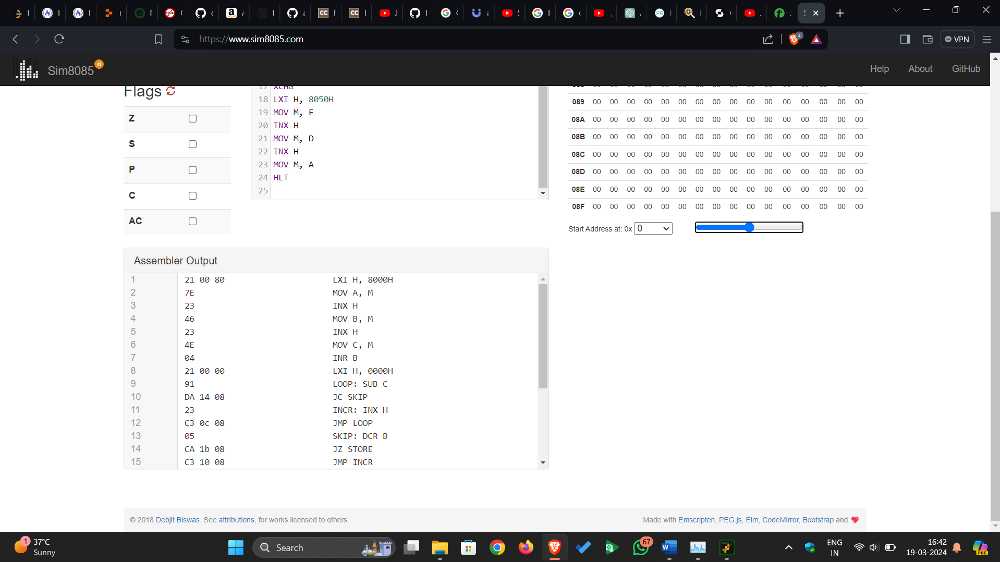 https://www.sim8085.com
4
VPN
Sim8085 α
Help About GitHub
Flags
Z
S
P
C
AC
17 XCHG
18 LXI H, 8050H
19 MOV M, E
20 INX H
21 MOV M, D
22 INX H
23 MOV M, A
24 HLT
25
089 00 00 00 00 00 00 00 00 00 00 00 00 00 00 00 00
08A 00 00 00 00 00 00 00 00 00 00 00 00 00 00 00 00
08B 00 00 00 00 00 00 00 00 00 00 00 00 00 00 00 00
08C 00 00 00 00 00 00 00 00 00 00 00 00 00 00 00 00
08D 00 00 00 00 00 00 00 00 00 00 00 00 00 00 00 00
08E 00 00 00 00 00 00 00 00 00 00 00 00 00 00 00 00
08F 00 00 00 00 00 00 00 00 00 00 00 00 00 00 00 00
Start Address at: 0x 0
Assembler Output
1 21 00 80 LXI H, 8000H
2 7E MOV A, M
3 23 INX H
4 46 MOV B, M
5 23 INX H
6 4E MOV C, M
7 04 INR B
8 21 00 00 LXI H, 0000H
9 91 LOOP: SUB C
10 DA 14 08 JC SKIP
11 23 INCR: INX H
12 C3 0c 08 JMP LOOP
13 05 SKIP: DCR B
14 CA 1b 08 JZ STORE
15 C3 10 08 JMP INCR
© 2018 Debjit Biswas. See attributions, for works licensed to others.
Made with Emscripten, PEG.js, Elm, CodeMirror, Bootstrap and
1
37°C
Sunny
Search
67
ENG
IN
16:42
19-03-2024
PRE